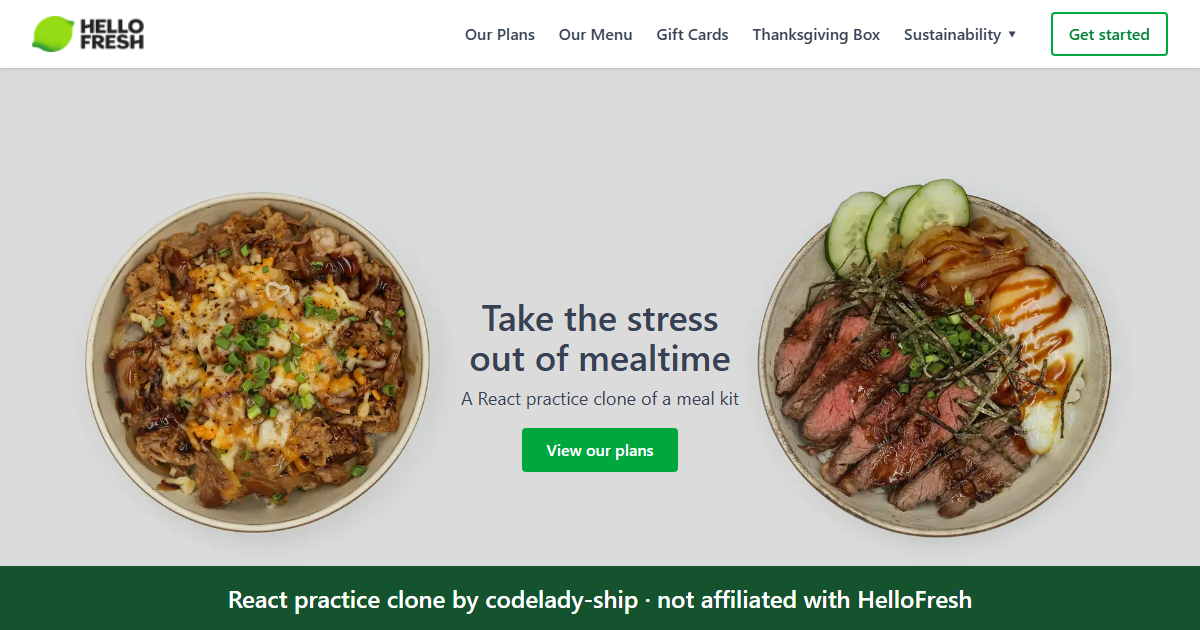 HELLO
FRESH
Our Plans
Our Menu
Gift Cards
Thanksgiving Box
Sustainability ▼
Get started
Take the stress
out of mealtime
A React practice clone of a meal kit
View our plans
React practice clone by codelady-ship · not affiliated with HelloFresh